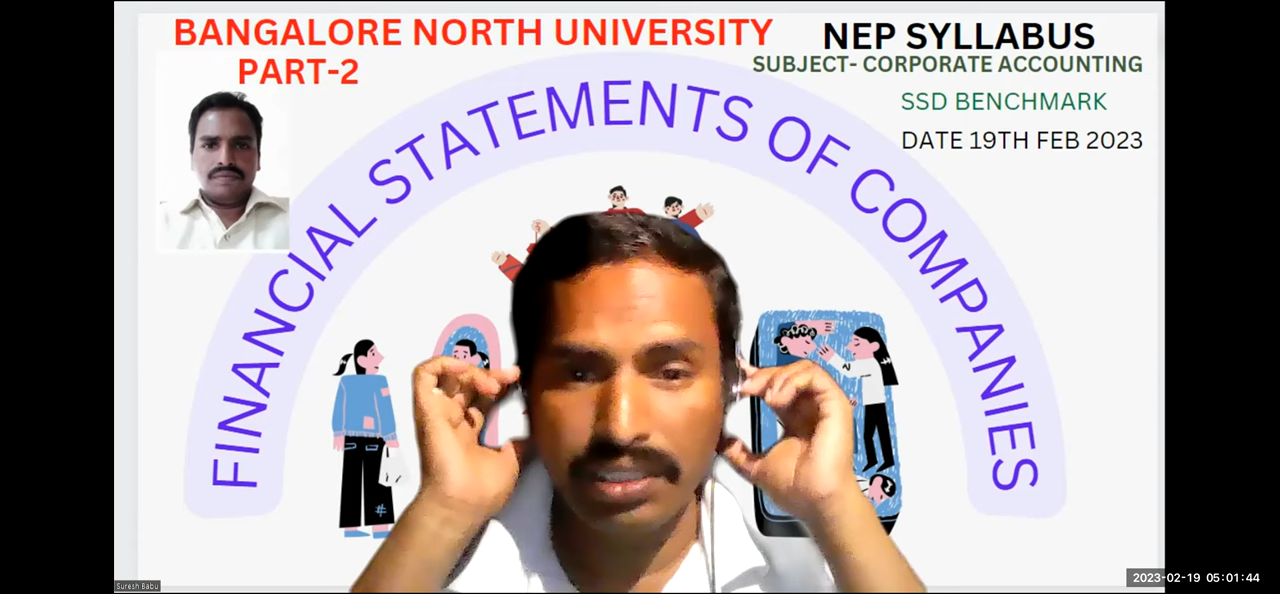 BANGALORE NORTH UNIVERSITY
PART-2
NEP SYLLABUS
SUBJECT- CORPORATE ACCOUNTING
SSD BENCHMARK
DATE 19TH FEB 2023
FINANCIAL STATEMENTS OF COMPANIES
#
Suresh Babu
2023-02-19 05:01:44